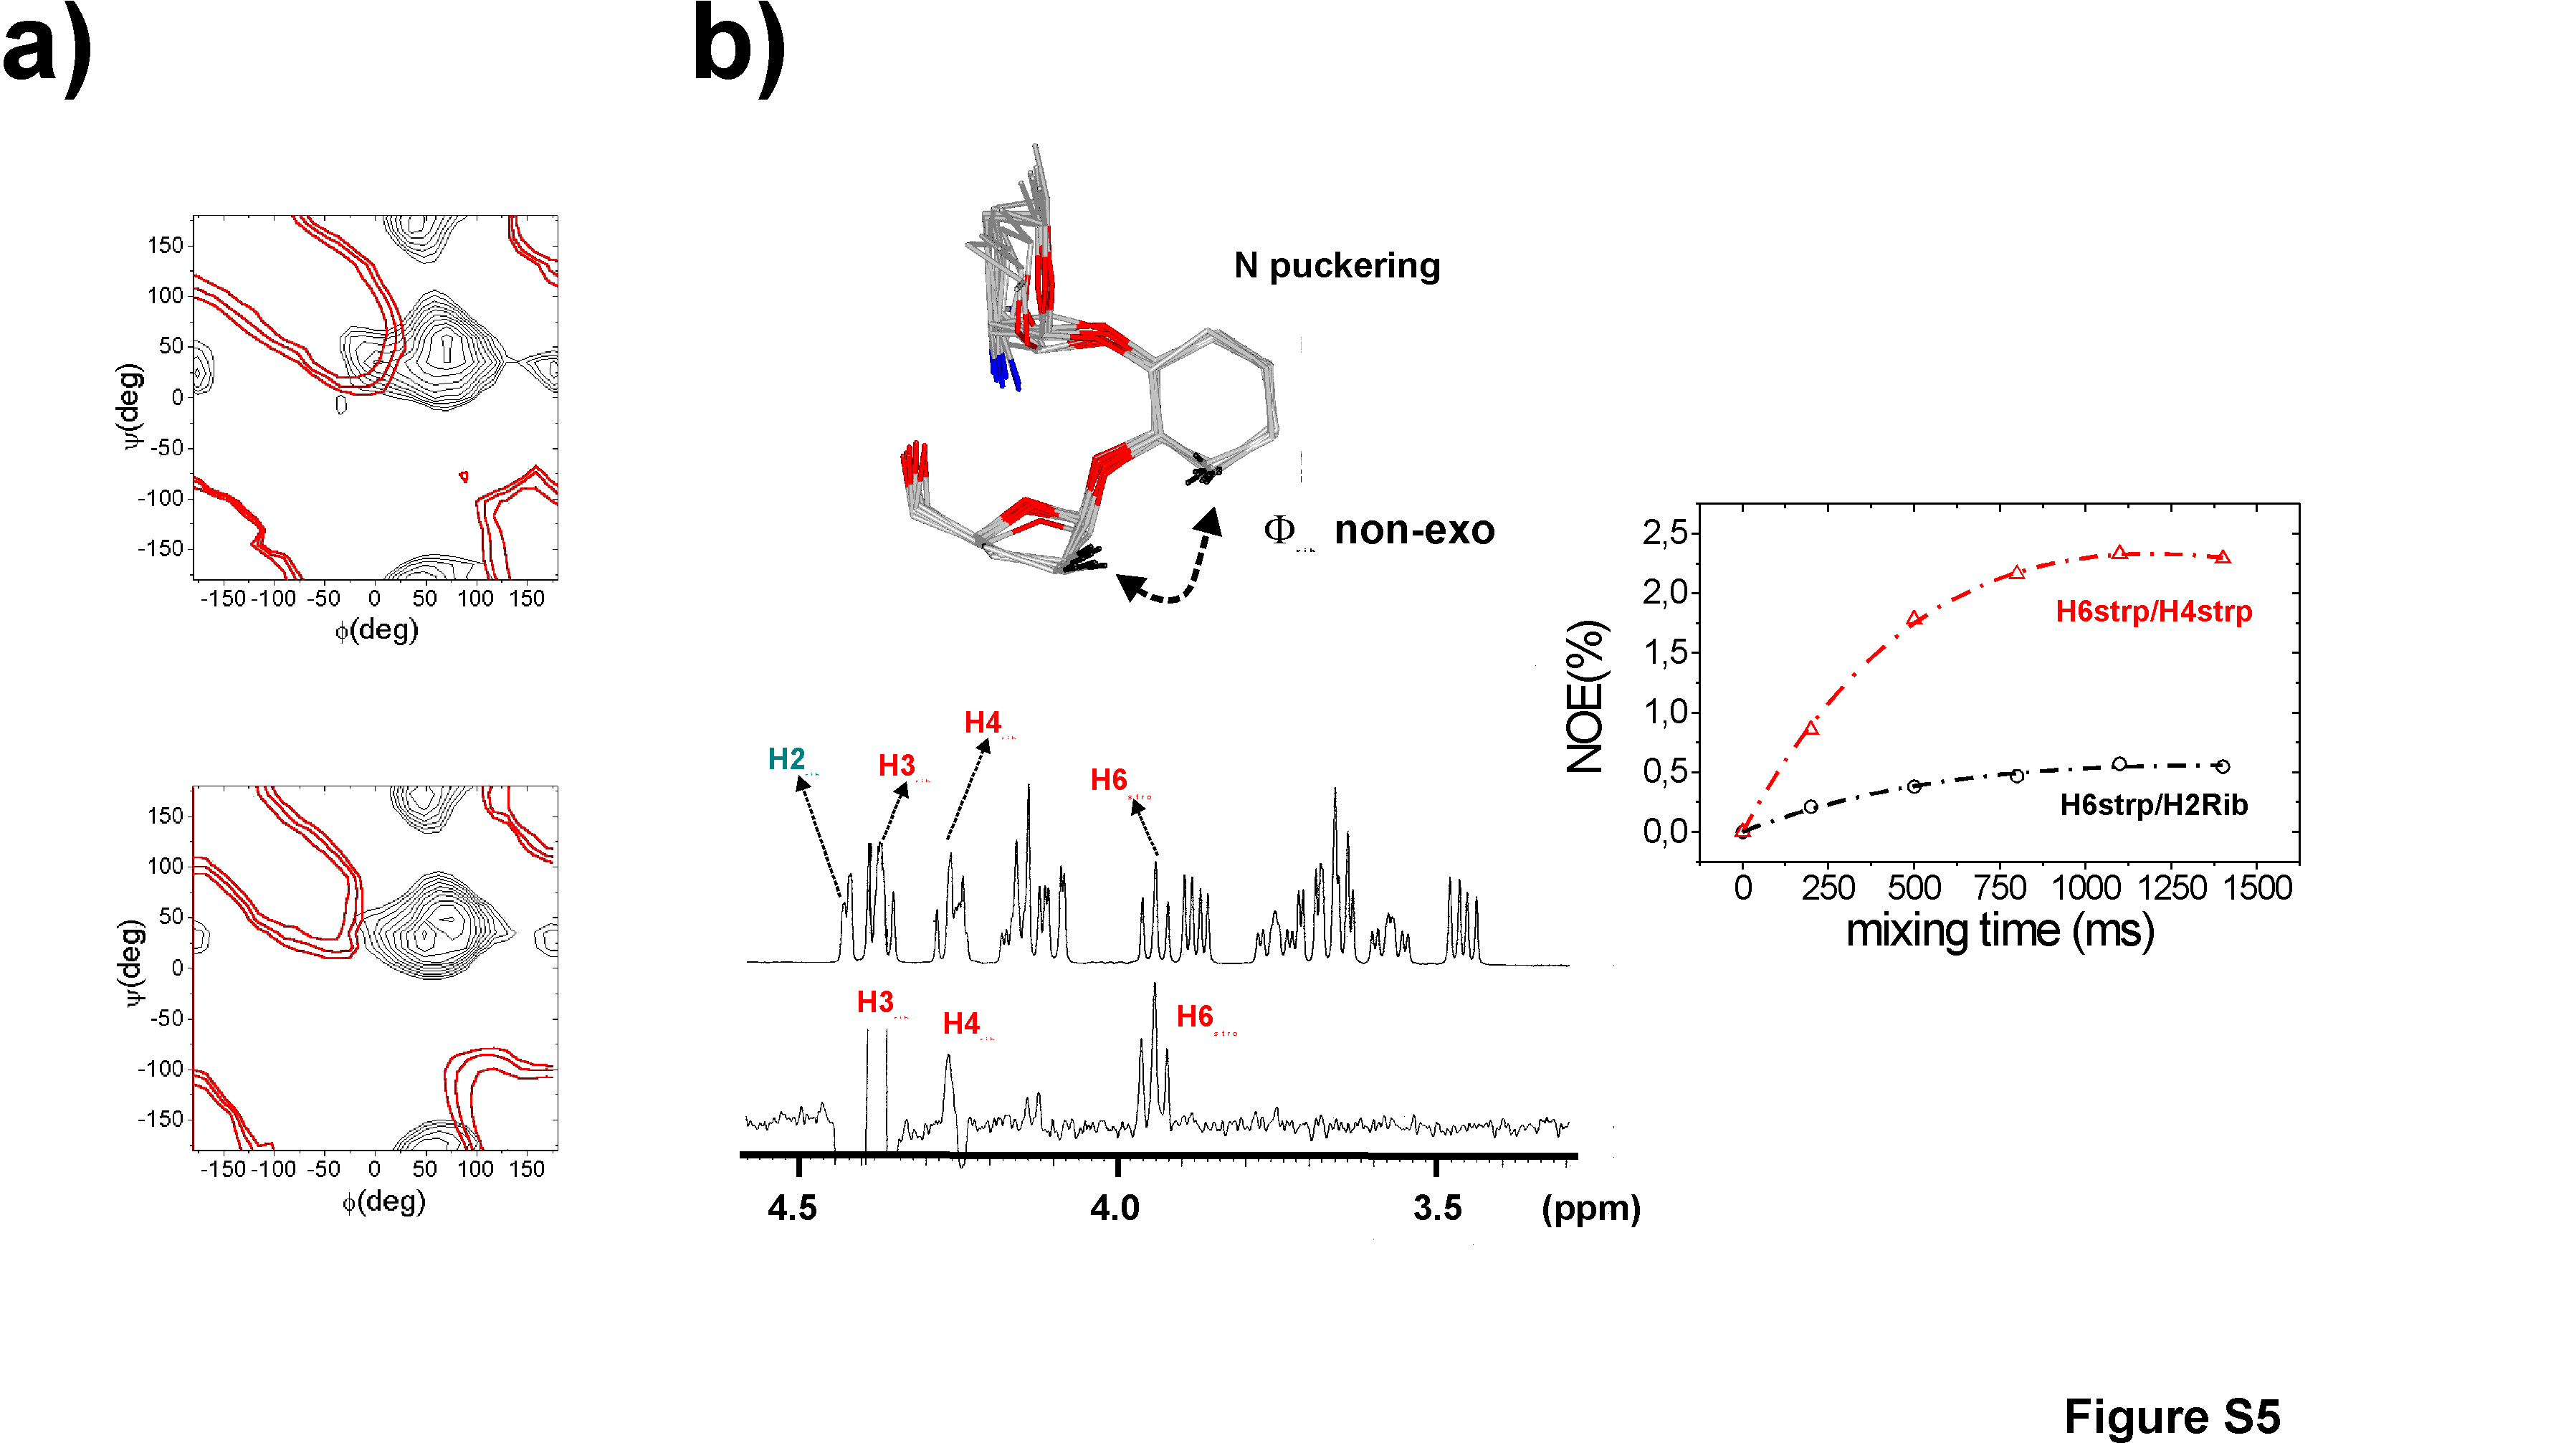 a)
b)
150
100
50
0
-50
-100
-150
ψ(deg)
-150 -100 -50 0 50 100 150
ϕ(deg)
150
100
50
0
-50
-100
-150
ψ(deg)
-150 -100 -50 0 50 100 150
ϕ(deg)
N puckering
Φ non-exo
H2
H3
H4
H6
H3
H4
H6
4.5 4.0 3.5 (ppm)
NOE(%)
2,5
2,0
1,5
1,0
0,5
0,0
H6strp/H4strp
H6strp/H2Rib
0 250 500 750 1000 1250 1500
mixing time (ms)
Figure S5